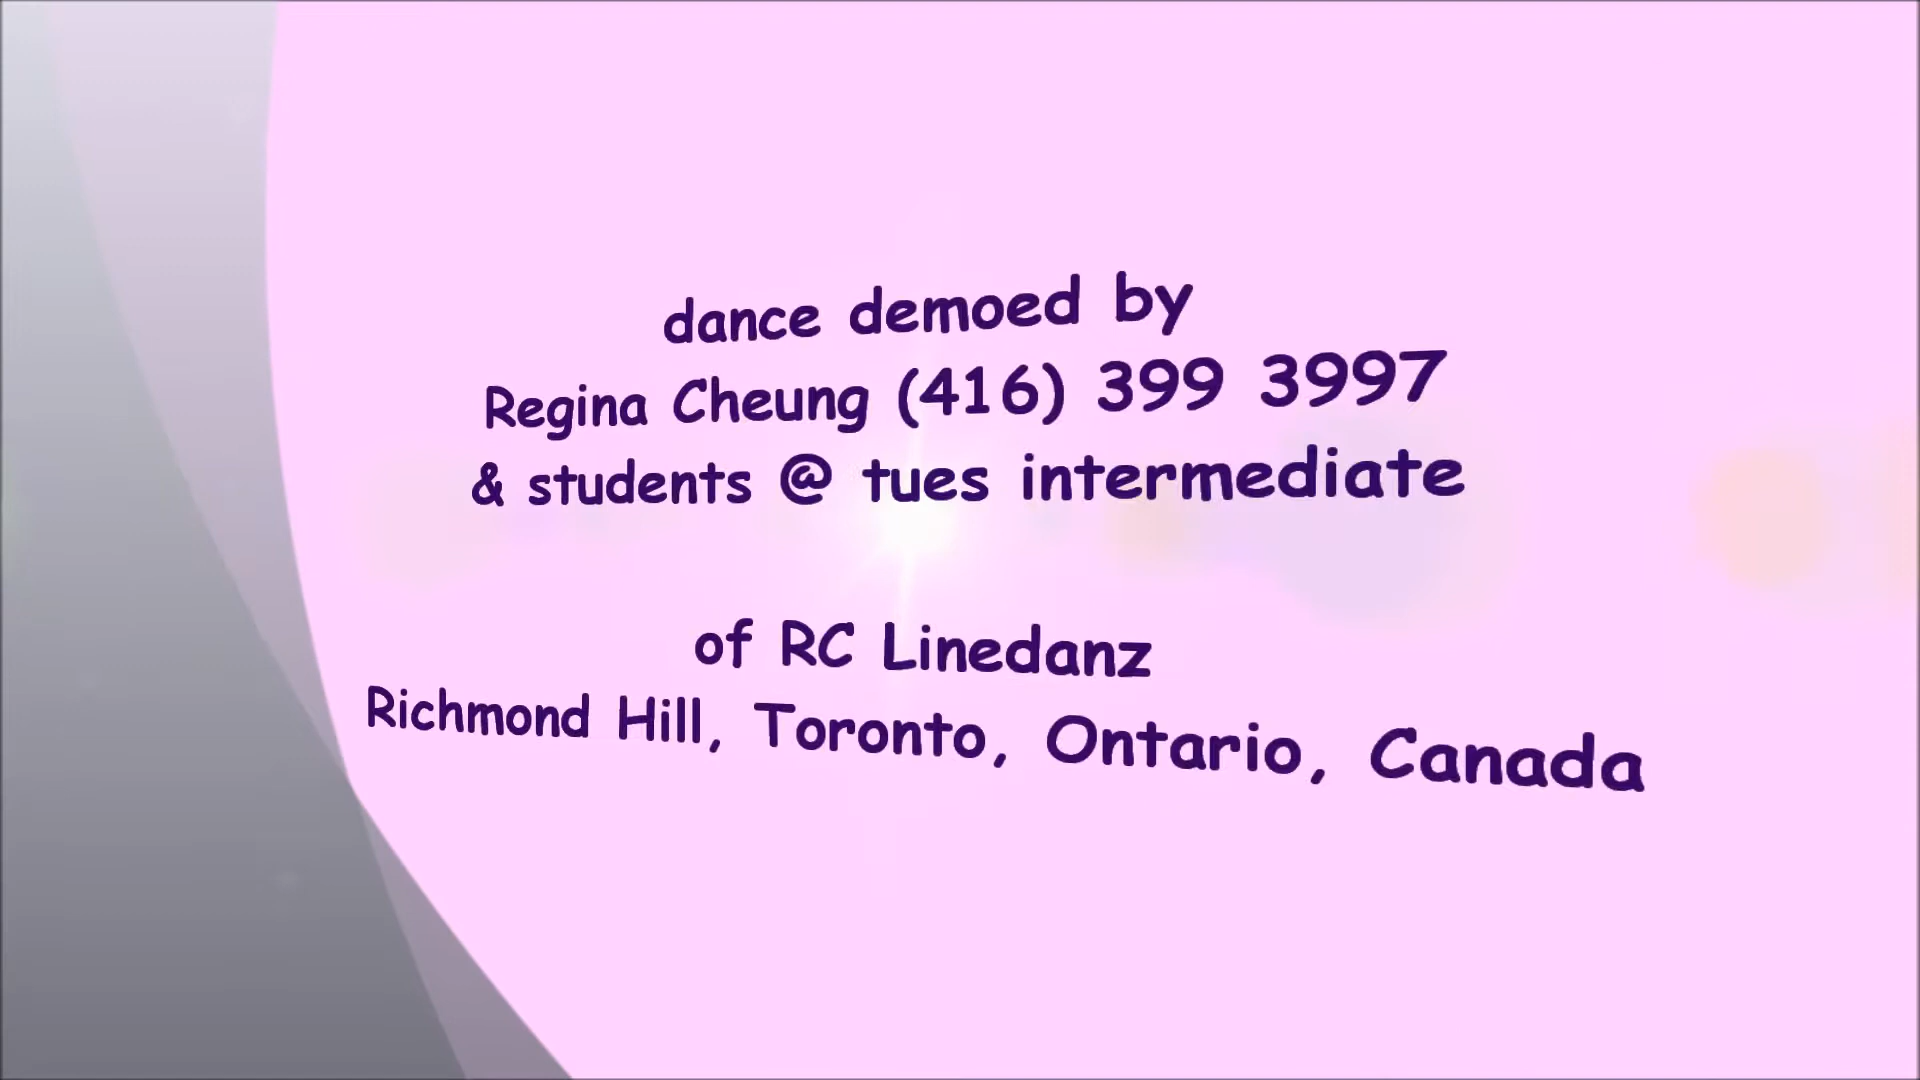 dance demoed by
Regina Cheung (416) 399 3997
& students @ tues intermediate
of RC Linedanz
Richmond Hill, Toronto, Ontario, Canada